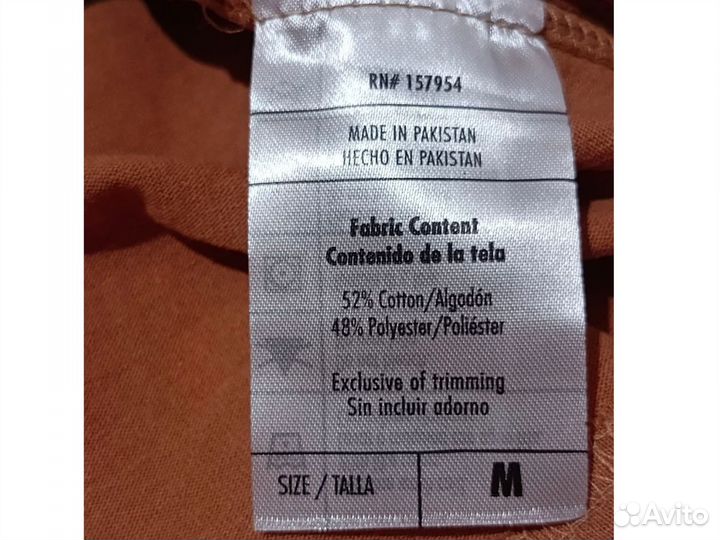 RN# 157954
MADE IN PAKISTAN
HECHO EN PAKISTAN
Fabric Content
Contenido de la tela
52% Cotton/Algodón
48% Polyester/Poliéster
Exclusive of trimming
Sin incluir adorno
SIZE / TALLA M
Avito